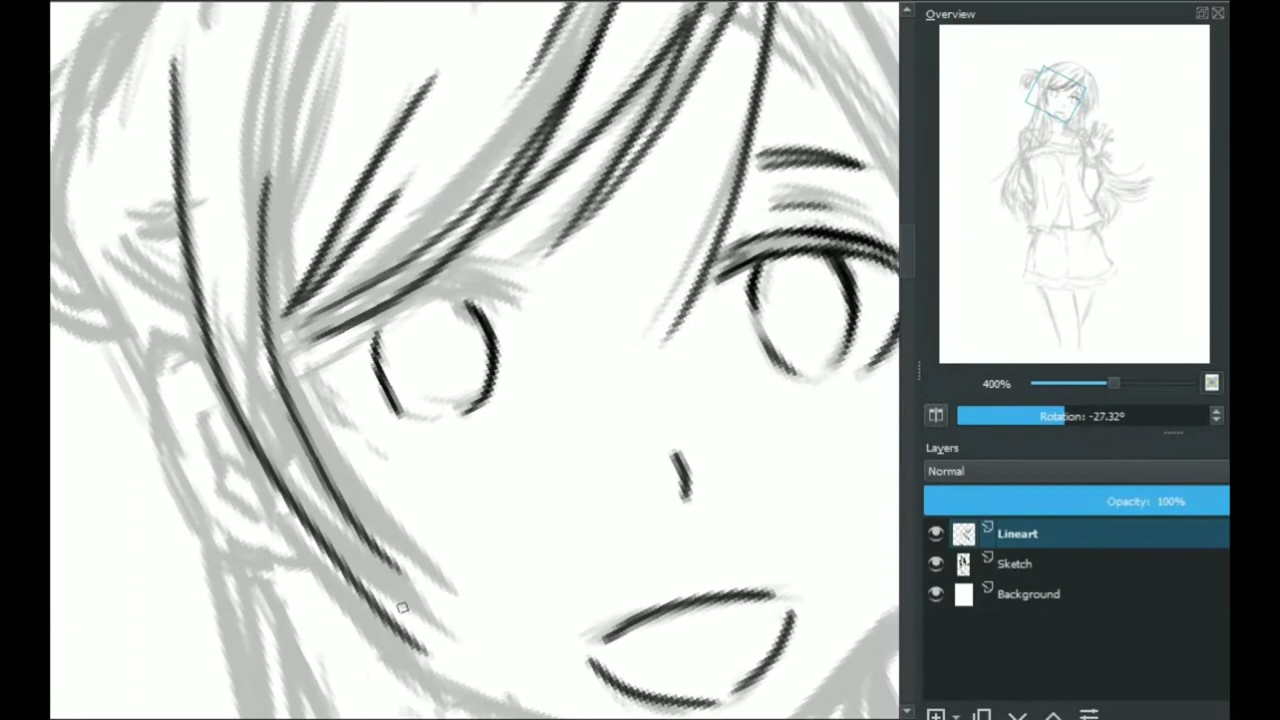 Overview
400%
Rotation: -27.32°
Layers
Normal
Opacity: 100%
Lineart
Sketch
Background